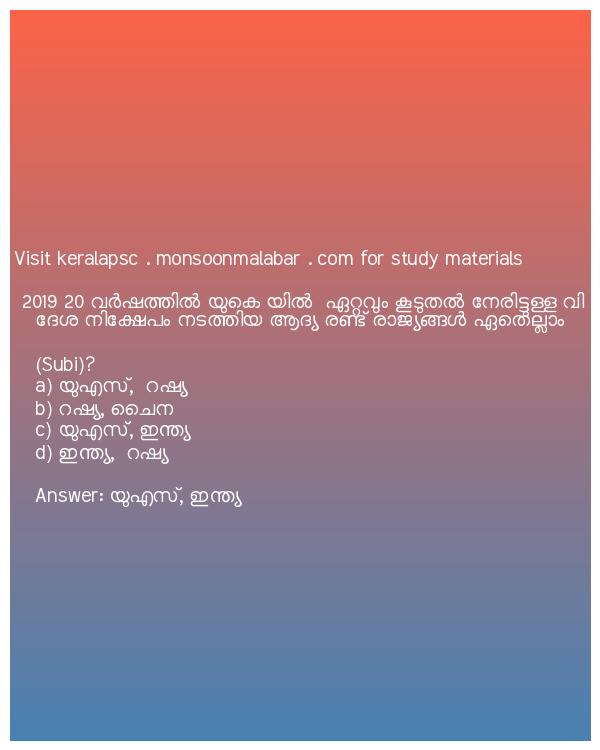 Visit keralapsc . monsoonmalabar . com for study materials
2019 20 വർഷത്തിൽ യുകെ യിൽ ഏറ്റവും കൂടുതൽ നേരിട്ടുള്ള വി
ദേശ നിക്ഷേപം നടത്തിയ ആദ്യ രണ്ട് രാജ്യങ്ങൾ ഏതെല്ലാം
(Subi)?
a) യുഎസ്, റഷ്യ
b) റഷ്യ, ചൈന
c) യുഎസ്, ഇന്ത്യ
d) ഇന്ത്യ, റഷ്യ
Answer: യുഎസ്, ഇന്ത്യ